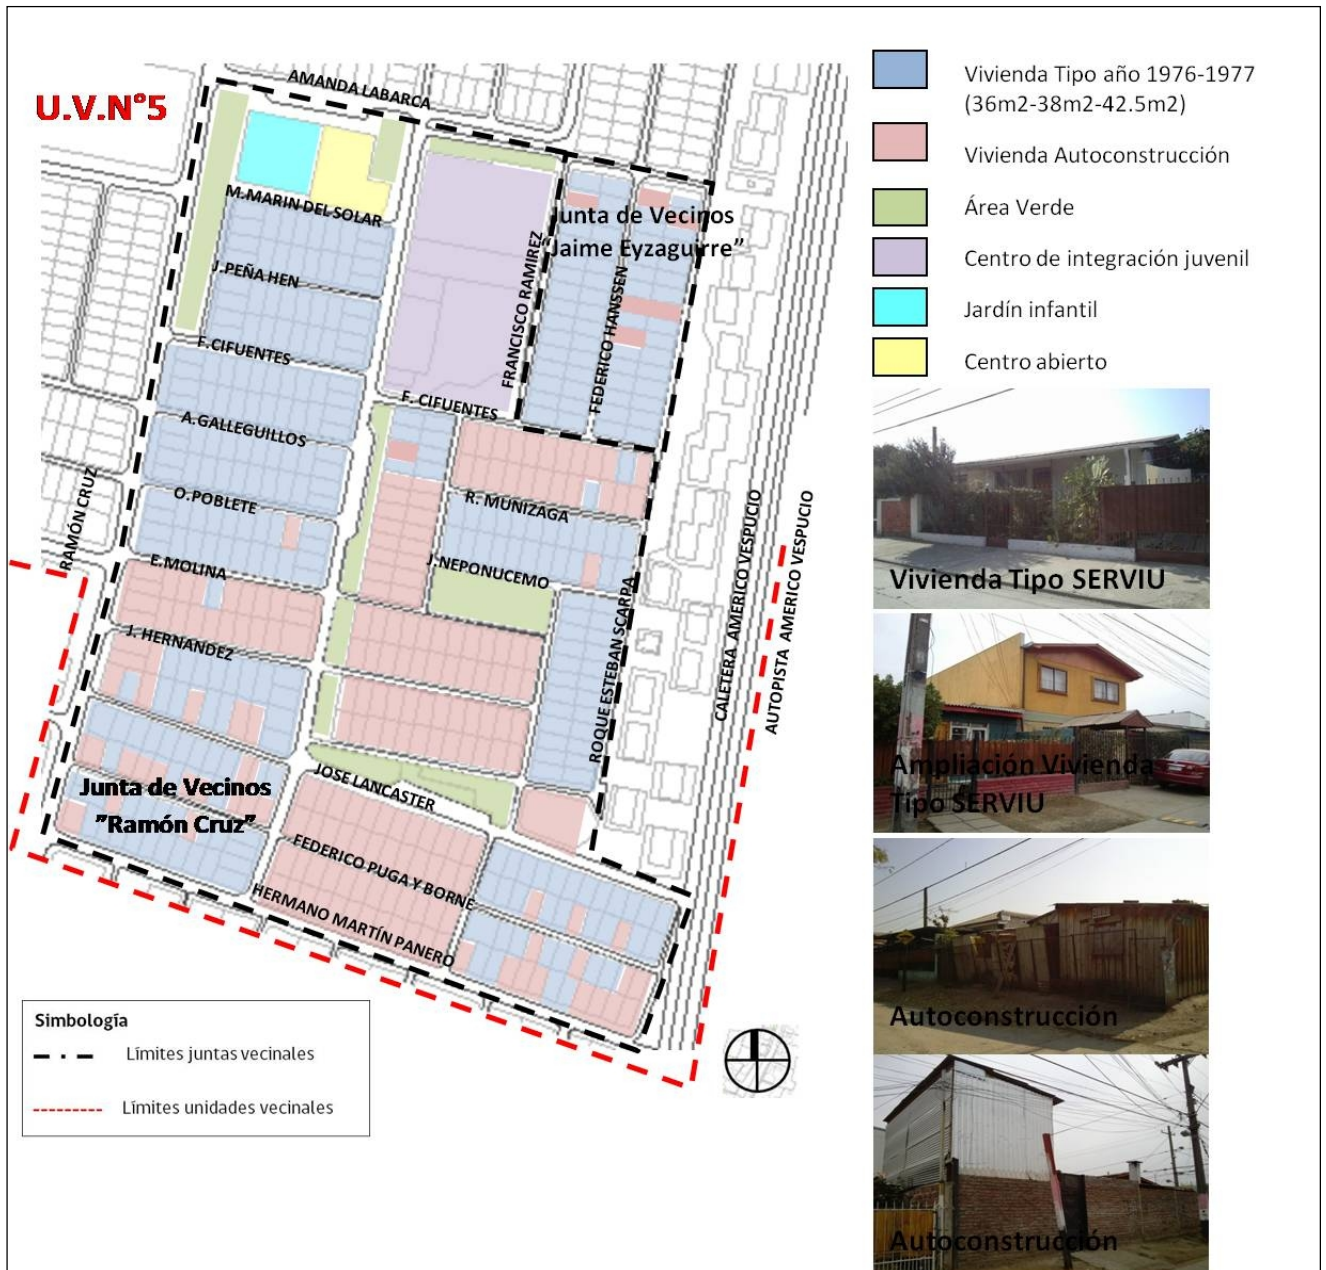 U.V.N°5
AMANDA LABARCA
M.MARIN DEL SOLAR
J.PEÑA HEN
F.CIFUENTES
A.GALLEGUILLOS
O.POBLETE
E.MOLINA
J. HERNANDEZ
RAMÓN CRUZ
Junta de Vecinos
"Ramón Cruz"
Junta de Vecinos
Jaime Eyzaguirre"
FRANCISCO RAMIREZ
FEDERICO HANSSEN
F. CIFUENTES
R. MUNIZAGA
J.NEPONUCEMO
ROQUE ESTEBAN SCARPA
CALETERA AMERICO VESPUCIO
AUTOPISTA AMERICO VESPUCIO
JOSE LANCASTER
FEDERICO PUGA Y BORNE
HERMANO MARTÍN PANERO
Simbología
Límites juntas vecinales
Límites unidades vecinales
Vivienda Tipo año 1976-1977
(36m2-38m2-42.5m2)
Vivienda Autoconstrucción
Área Verde
Centro de integración juvenil
Jardín infantil
Centro abierto
Vivienda Tipo SERVIU
Ampliación Vivienda
Tipo SERVIU
Autoconstrucción
Autoconstrucción